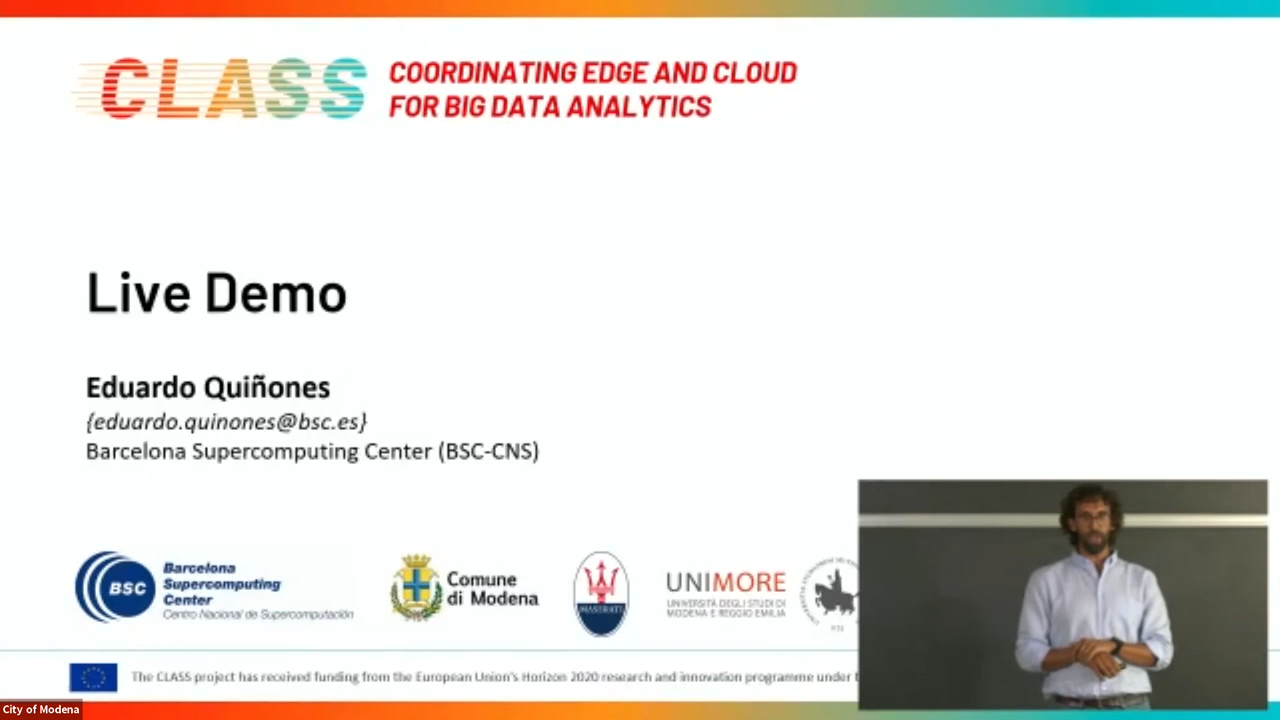 CLASS
COORDINATING EDGE AND CLOUD
FOR BIG DATA ANALYTICS
Live Demo
Eduardo Quiñones
{eduardo.quinones@bsc.es}
Barcelona Supercomputing Center (BSC-CNS)
BSC
Barcelona
Supercomputing
Center
Centro Nacional de Supercomputación
Comune
di Modena
MASERATI
UNIMORE
UNIVERSITÀ DEGLI STUDI DI
MODENA E REGGIO EMILIA
The CLASS project has received funding from the European Union's Horizon 2020 research and innovation programme under
City of Modena